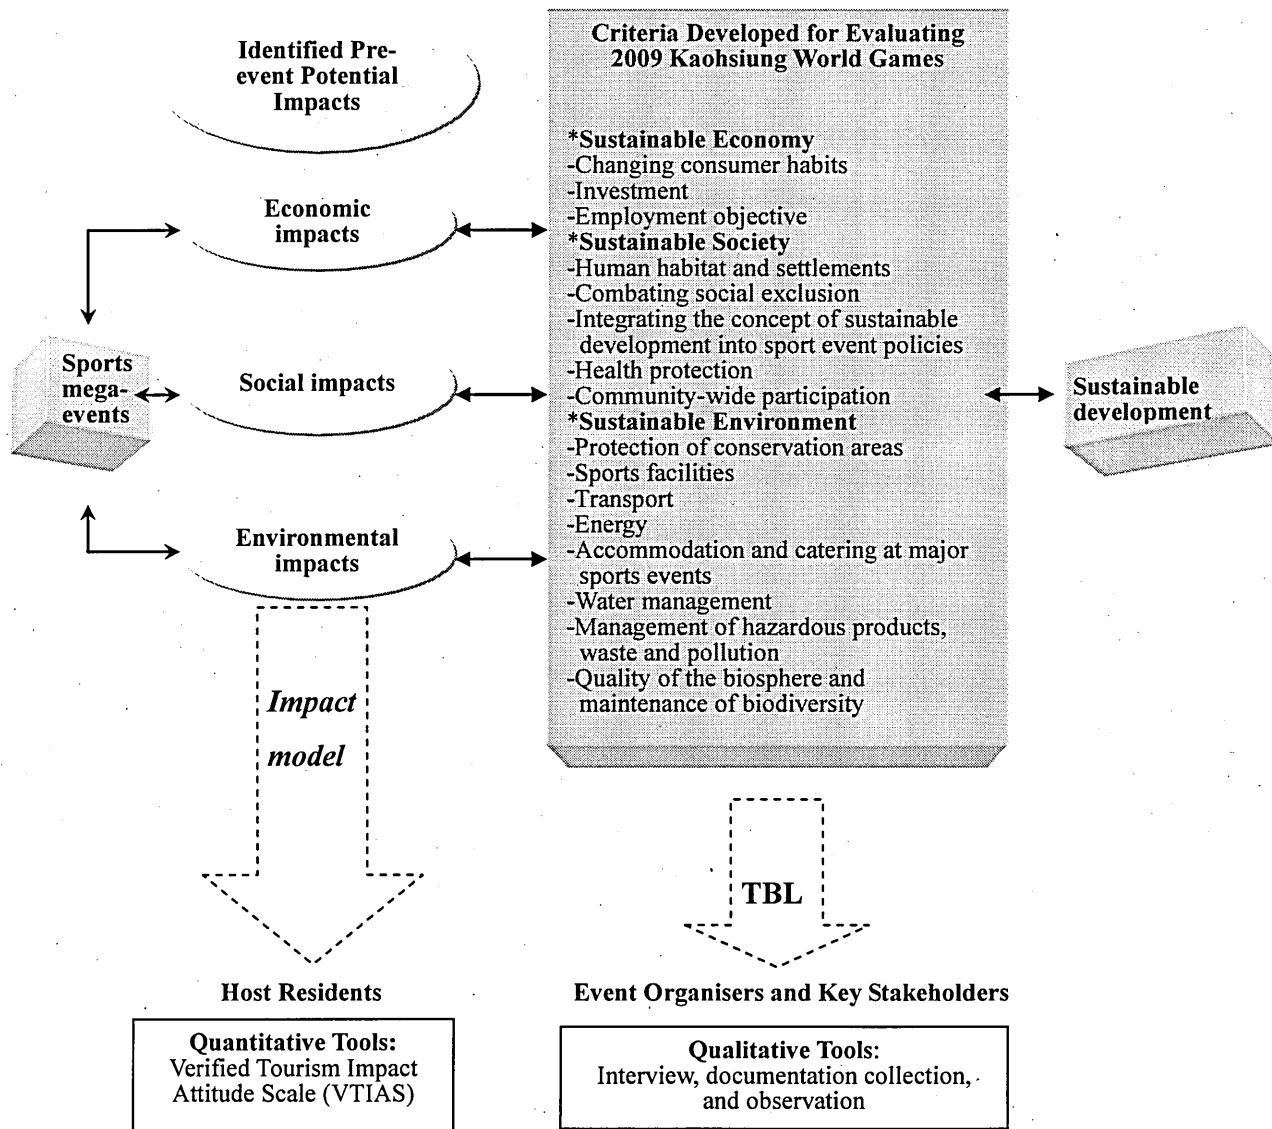 Identified Pre-
event Potential
Impacts
Economic
impacts
Sports
mega-
events
Social impacts
Environmental
impacts
Criteria Developed for Evaluating
2009 Kaohsiung World Games
*Sustainable Economy
-Changing consumer habits
-Investment
-Employment objective
*Sustainable Society
-Human habitat and settlements
-Combating social exclusion
-Integrating the concept of sustainable
development into sport event policies
-Health protection
-Community-wide participation
*Sustainable Environment
-Protection of conservation areas
-Sports facilities
-Transport
-Energy
-Accommodation and catering at major
sports events
-Water management
-Management of hazardous products,
waste and pollution
-Quality of the biosphere and
maintenance of biodiversity
Sustainable
development
Impact
model
TBL
Host Residents
Quantitative Tools:
Verified Tourism Impact
Attitude Scale (VTIAS)
Event Organisers and Key Stakeholders
Qualitative Tools:
Interview, documentation collection,
and observation